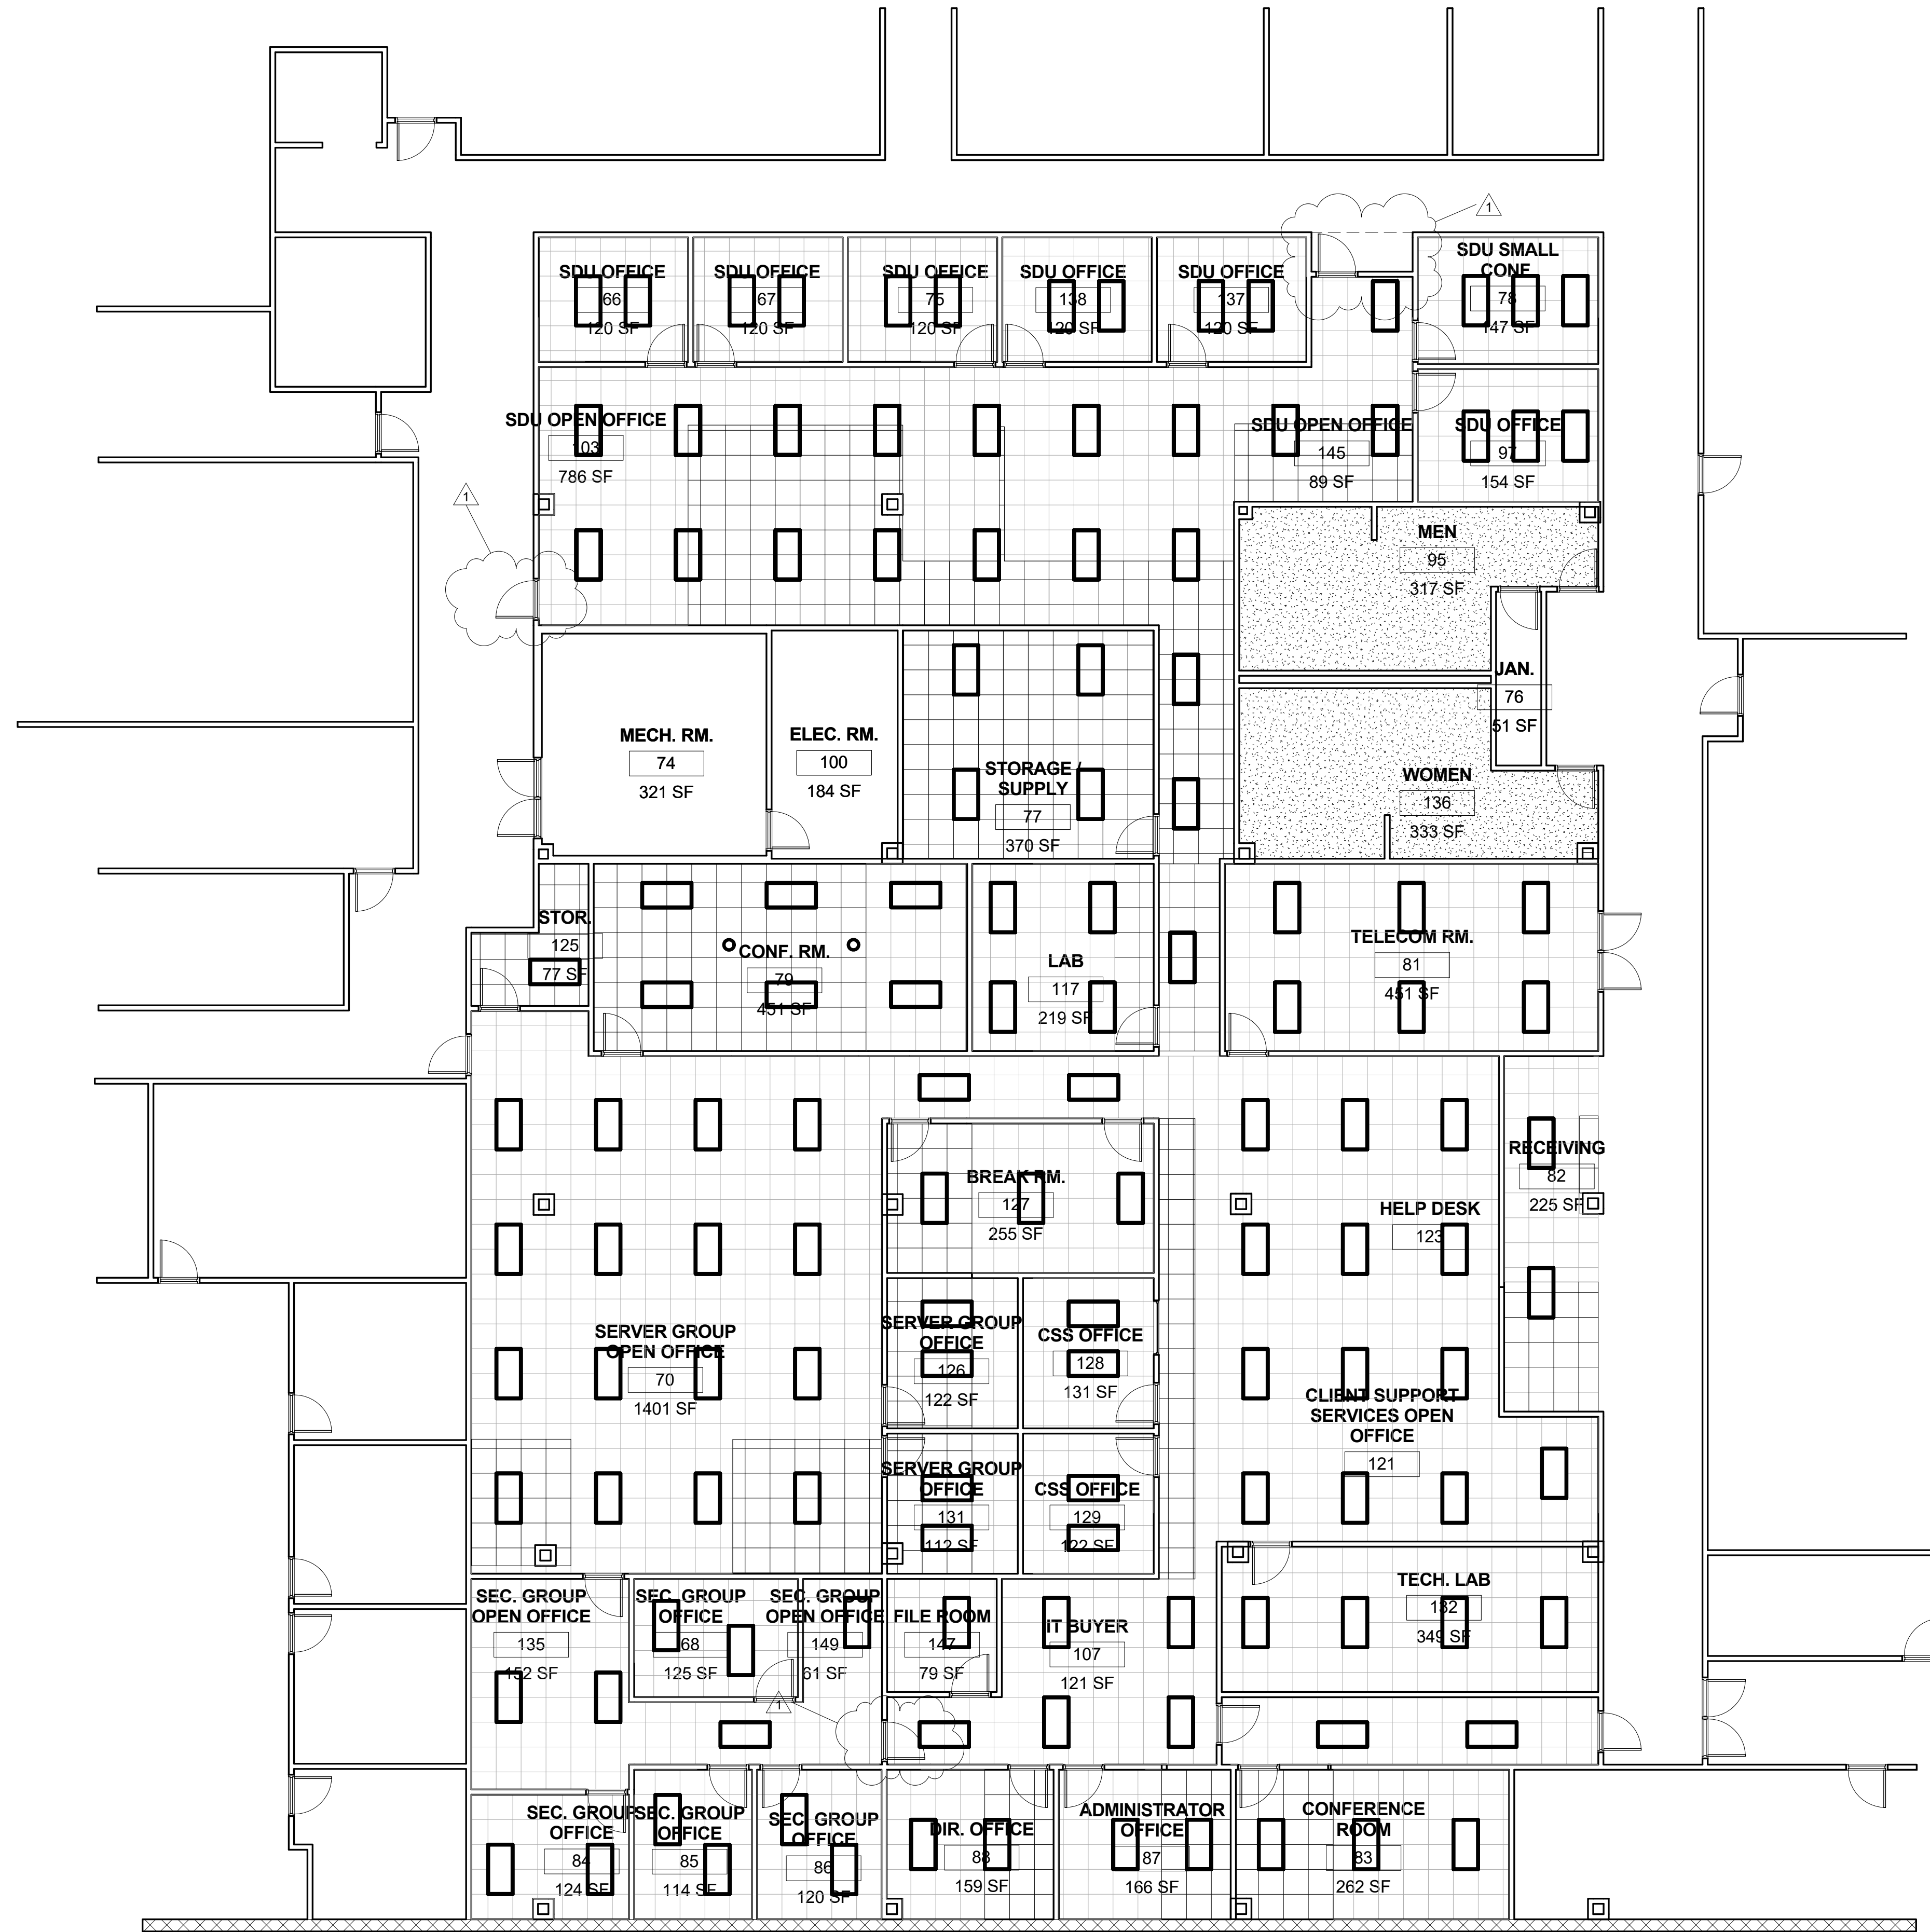 1
SDU OFFICE
66
120 SF
SDU OFFICE
67
120 SF
SDU OFFICE
75
120 SF
SDU OFFICE
138
120 SF
SDU OFFICE
137
120 SF
SDU SMALL
CONF
78
147 SF
SDU OPEN OFFICE
103
786 SF
SDU OPEN OFFICE
145
89 SF
SDU OFFICE
97
154 SF
1
MEN
95
317 SF
JAN.
76
51 SF
MECH. RM.
74
321 SF
ELEC. RM.
100
184 SF
STORAGE /
SUPPLY
77
370 SF
WOMEN
136
333 SF
STOR.
125
77 SF
CONF. RM.
79
451 SF
LAB
117
219 SF
TELECOM RM.
81
451 SF
RECEIVING
82
225 SF
BREAK RM.
127
255 SF
HELP DESK
123
SERVER GROUP
OPEN OFFICE
70
1401 SF
SERVER GROUP
OFFICE
126
122 SF
CSS OFFICE
128
131 SF
CLIENT SUPPORT
SERVICES OPEN
OFFICE
121
SERVER GROUP
OFFICE
131
112 SF
CSS OFFICE
129
122 SF
SEC. GROUP
OPEN OFFICE
135
152 SF
SEC. GROUP
OFFICE
68
125 SF
SEC. GROUP
OPEN OFFICE
149
61 SF
FILE ROOM
147
79 SF
IT BUYER
107
121 SF
TECH. LAB
132
349 SF
1
SEC. GROUP
OFFICE
84
124 SF
SEC. GROUP
OFFICE
85
114 SF
SEC. GROUP
OFFICE
86
120 SF
DIR. OFFICE
88
159 SF
ADMINISTRATOR
OFFICE
87
166 SF
CONFERENCE
ROOM
83
262 SF